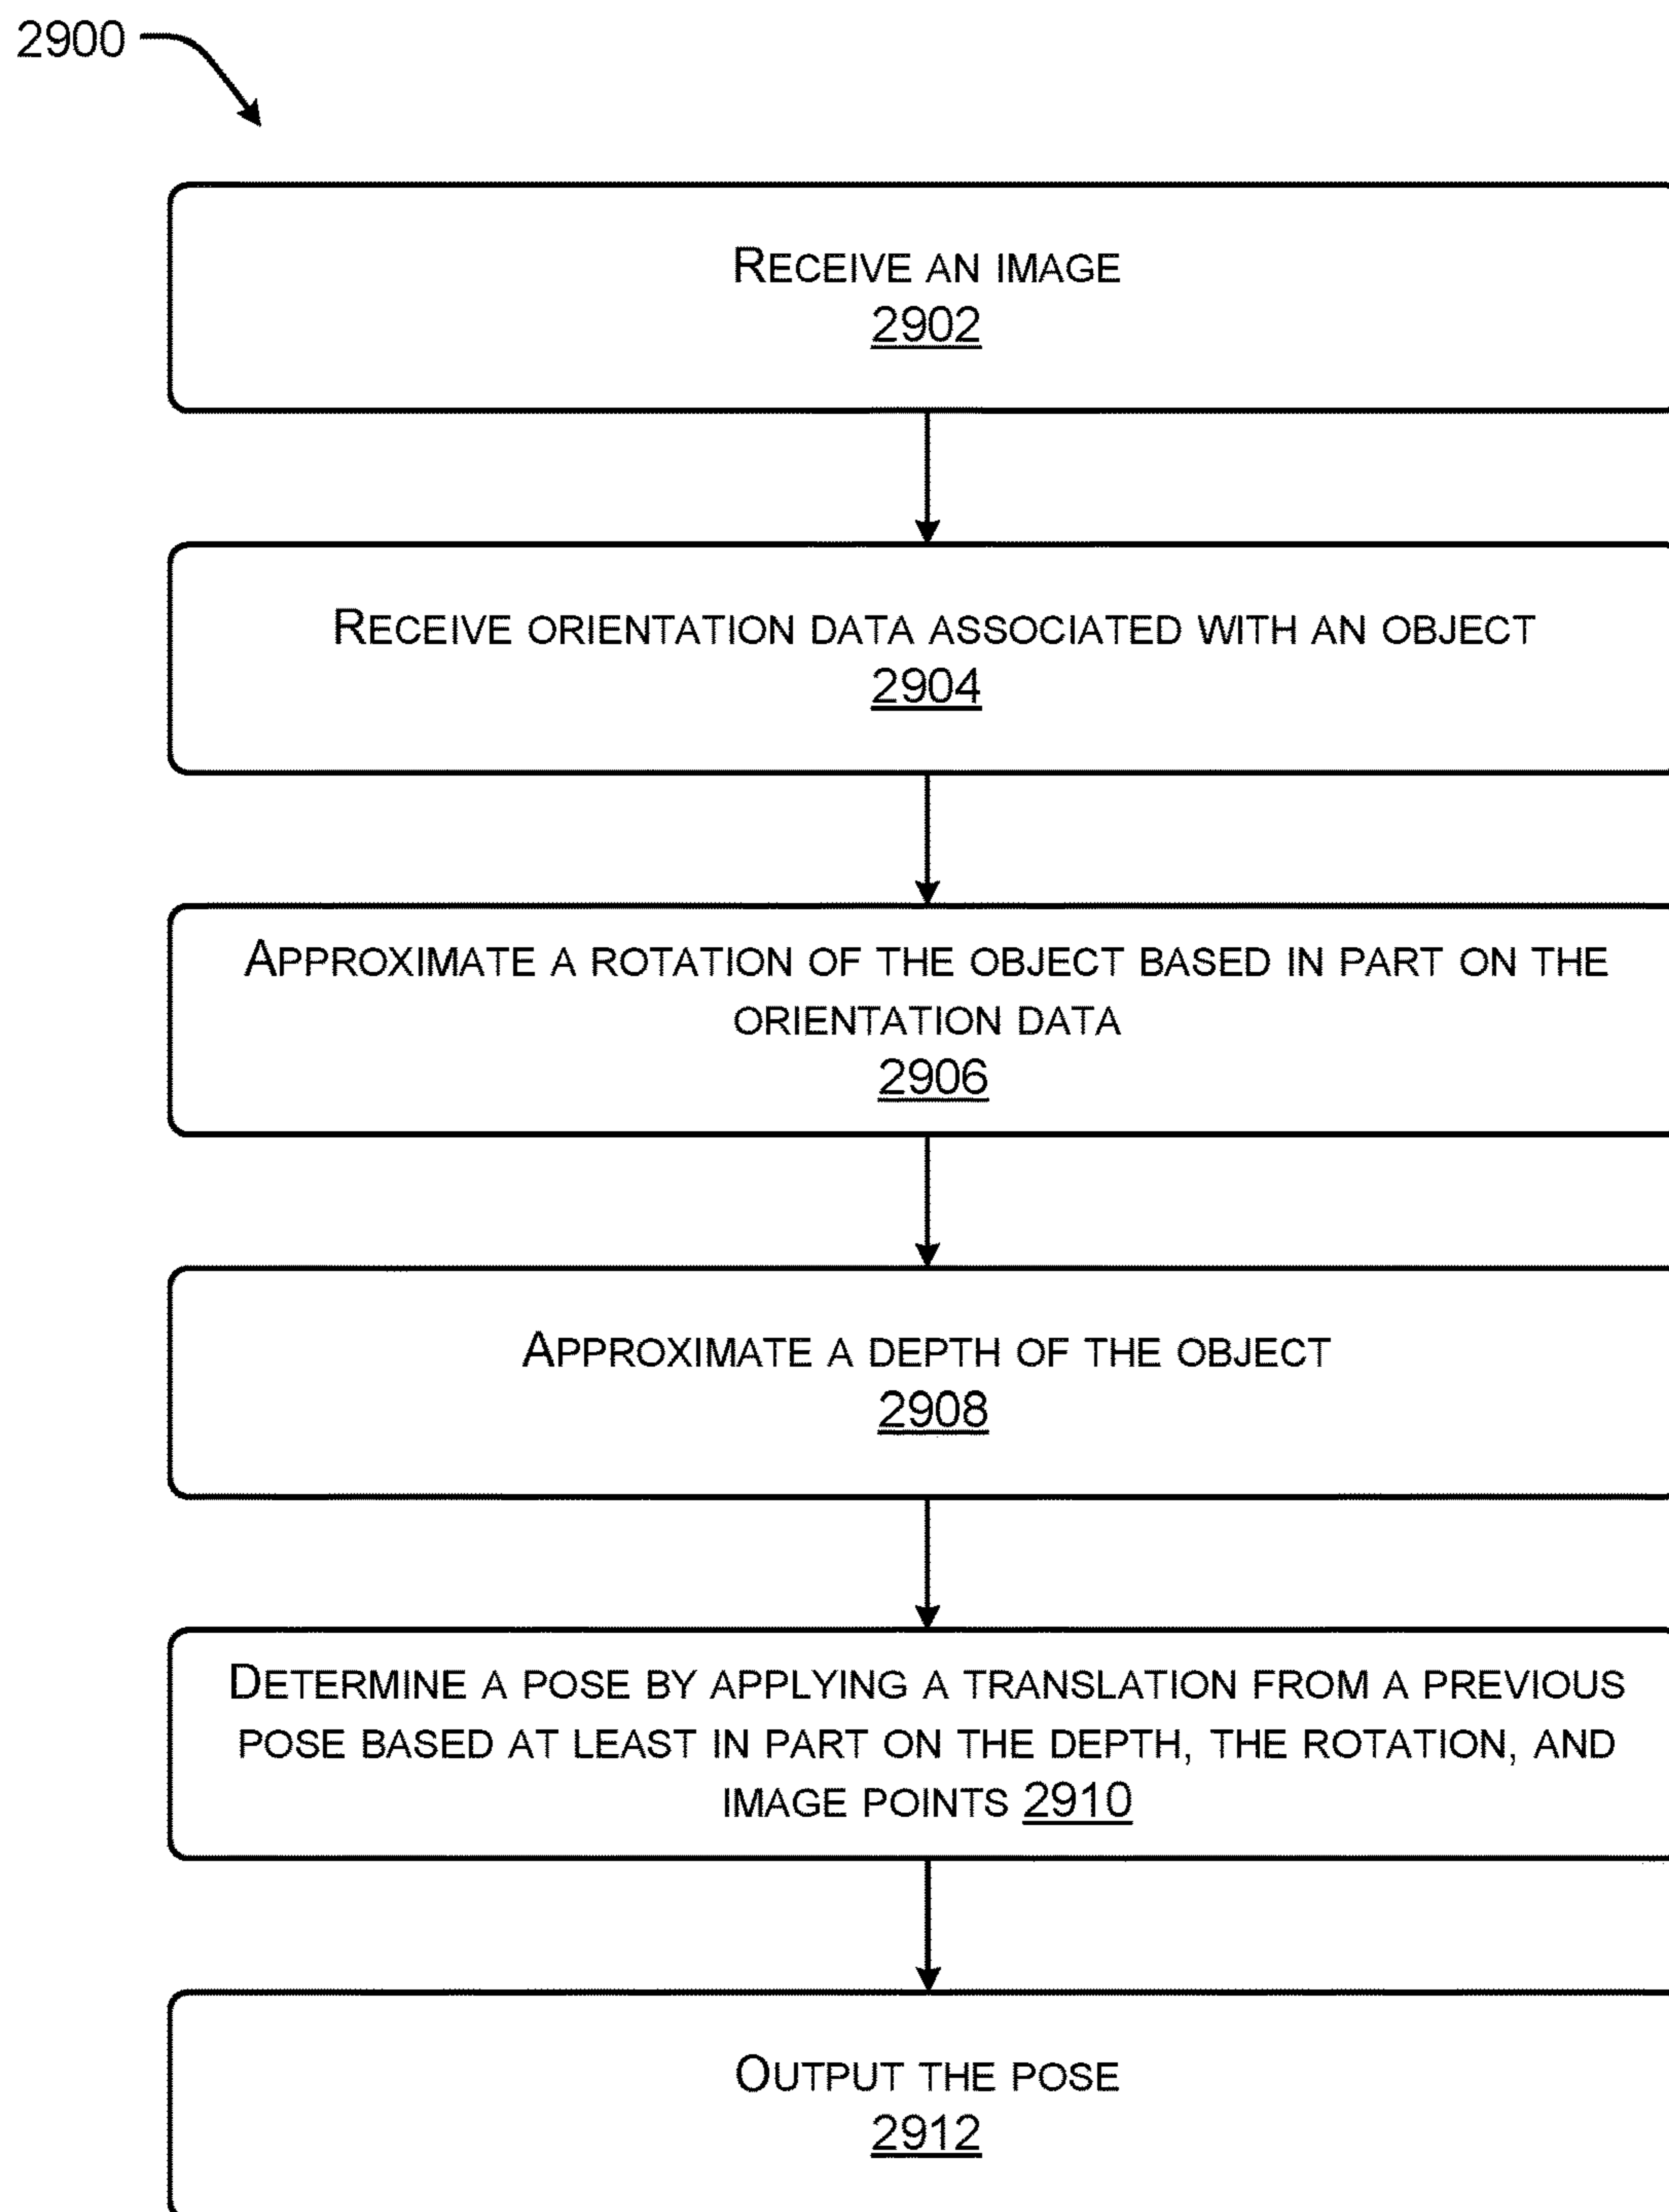 2900
RECEIVE AN IMAGE
2902
RECEIVE ORIENTATION DATA ASSOCIATED WITH AN OBJECT
2904
APPROXIMATE A ROTATION OF THE OBJECT BASED IN PART ON THE
ORIENTATION DATA
2906
APPROXIMATE A DEPTH OF THE OBJECT
2908
DETERMINE A POSE BY APPLYING A TRANSLATION FROM A PREVIOUS
POSE BASED AT LEAST IN PART ON THE DEPTH, THE ROTATION, AND
IMAGE POINTS 2910
OUTPUT THE POSE
2912